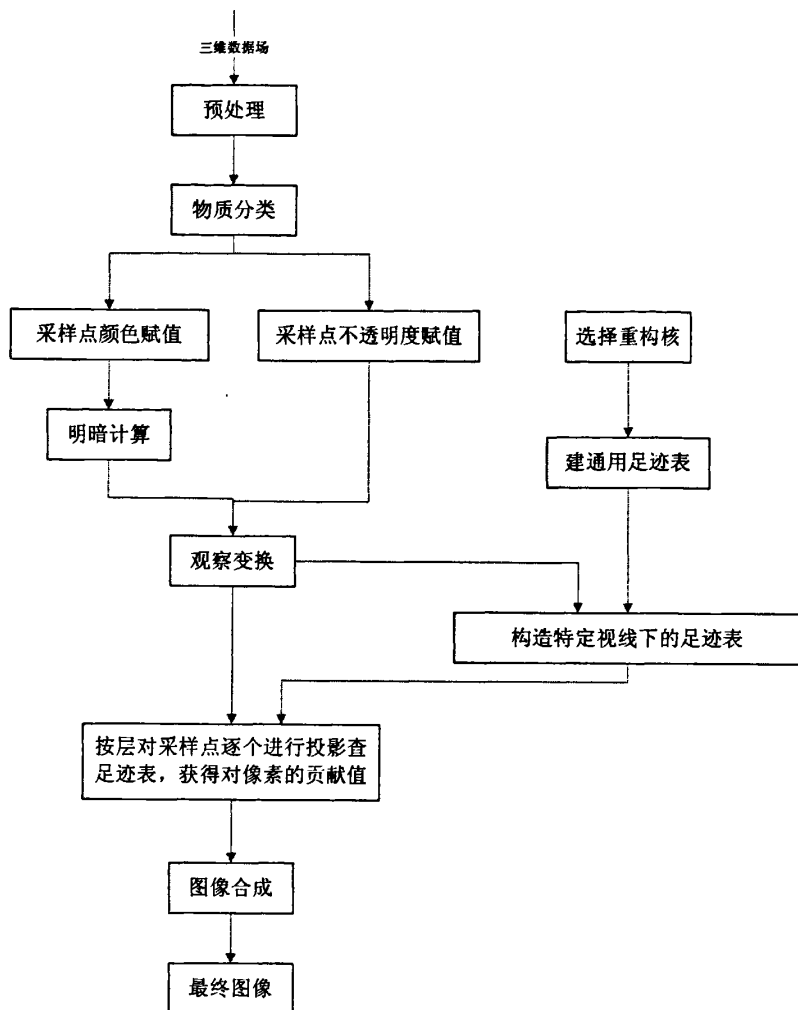 三维数据场
预处理
物质分类
采样点颜色赋值
采样点不透明度赋值
选择重构核
明暗计算
建通用足迹表
观察变换
构造特定视线下的足迹表
按层对采样点逐个进行投影查
足迹表，获得对像素的贡献值
图像合成
最终图像